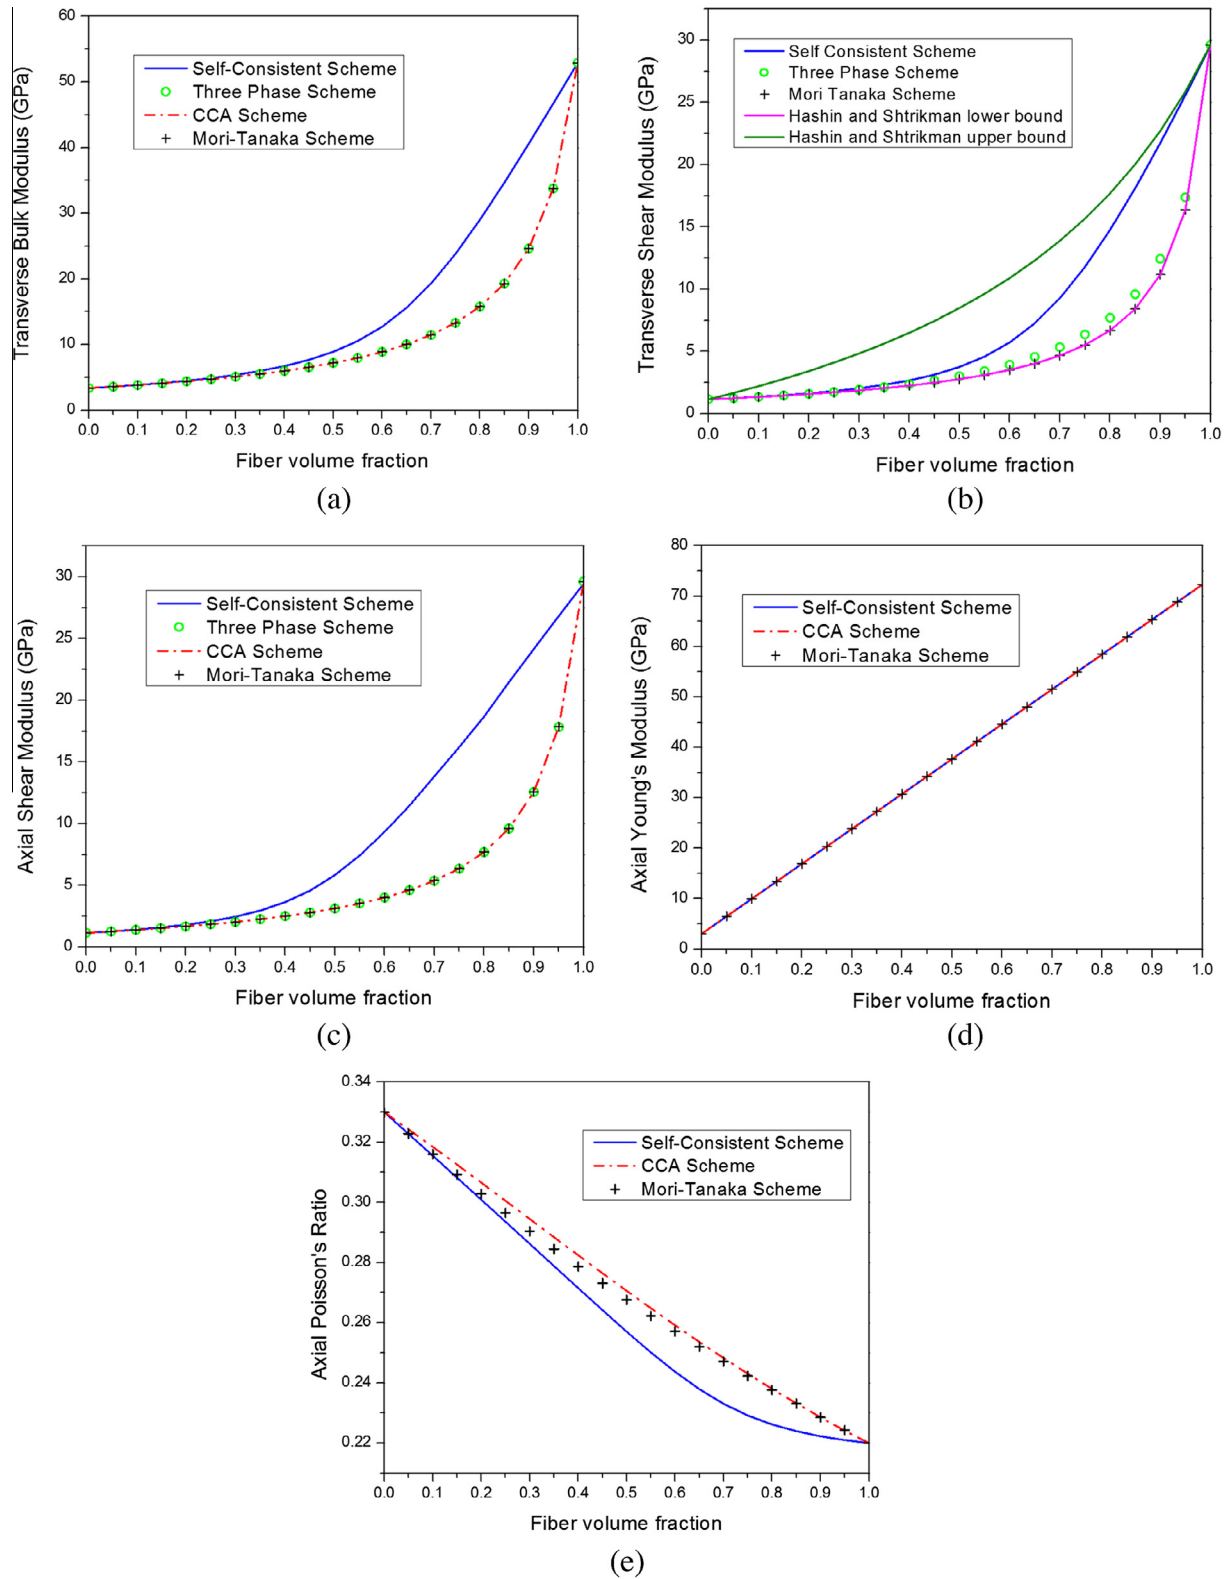 60
50
40
30
20
10
0
Transverse Bulk Modulus (GPa)
Self-Consistent Scheme
Three Phase Scheme
CCA Scheme
Mori-Tanaka Scheme
0.0 0.1 0.2 0.3 0.4 0.5 0.6 0.7 0.8 0.9 1.0
Fiber volume fraction
(a)
30
25
20
15
10
5
0
Transverse Shear Modulus (GPa)
Self Consistent Scheme
Three Phase Scheme
Mori Tanaka Scheme
Hashin and Shtrikman lower bound
Hashin and Shtrikman upper bound
0.0 0.1 0.2 0.3 0.4 0.5 0.6 0.7 0.8 0.9 1.0
Fiber volume fraction
(b)
30
25
20
15
10
5
0
Axial Shear Modulus (GPa)
Self-Consistent Scheme
Three Phase Scheme
CCA Scheme
Mori-Tanaka Scheme
0.0 0.1 0.2 0.3 0.4 0.5 0.6 0.7 0.8 0.9 1.0
Fiber volume fraction
(c)
80
70
60
50
40
30
20
10
0
Axial Young's Modulus (GPa)
Self-Consistent Scheme
CCA Scheme
Mori-Tanaka Scheme
0.0 0.1 0.2 0.3 0.4 0.5 0.6 0.7 0.8 0.9 1.0
Fiber volume fraction
(d)
0.34
0.32
0.30
0.28
0.26
0.24
0.22
Axial Poisson's Ratio
Self-Consistent Scheme
CCA Scheme
Mori-Tanaka Scheme
0.0 0.1 0.2 0.3 0.4 0.5 0.6 0.7 0.8 0.9 1.0
Fiber volume fraction
(e)